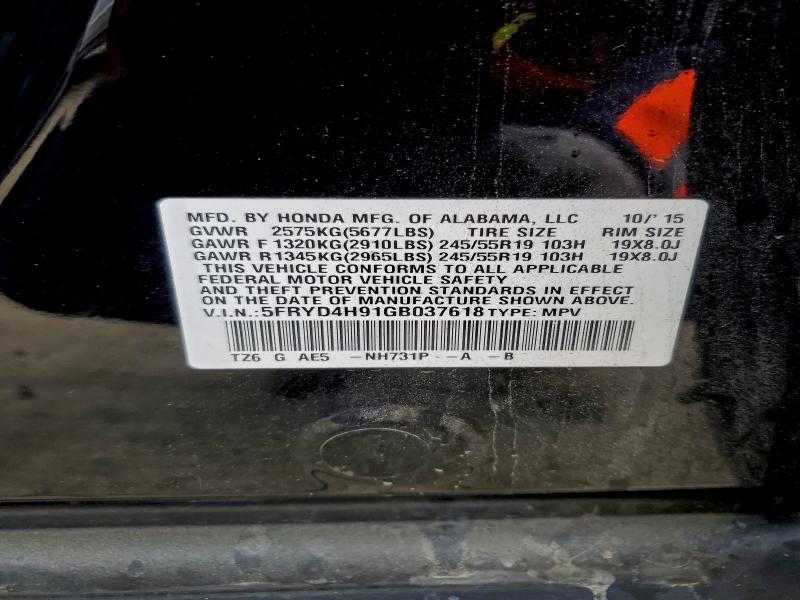 MFD. BY HONDA MFG. OF ALABAMA, LLC 10/'15
GVWR 2575KG(5677LBS) TIRE SIZE RIM SIZE
GAWR F 1320KG(2910LBS) 245/55R19 103H 19X8.0J
GAWR R 1345KG(2965LBS) 245/55R19 103H 19X8.0J
THIS VEHICLE CONFORMS TO ALL APPLICABLE
FEDERAL MOTOR VEHICLE SAFETY
AND THEFT PREVENTION STANDARDS IN EFFECT
ON THE DATE OF MANUFACTURE SHOWN ABOVE.
V.I.N.:5FRYD4H91GB037618 TYPE: MPV
TZ6 G AE5 -NH731P --A -B